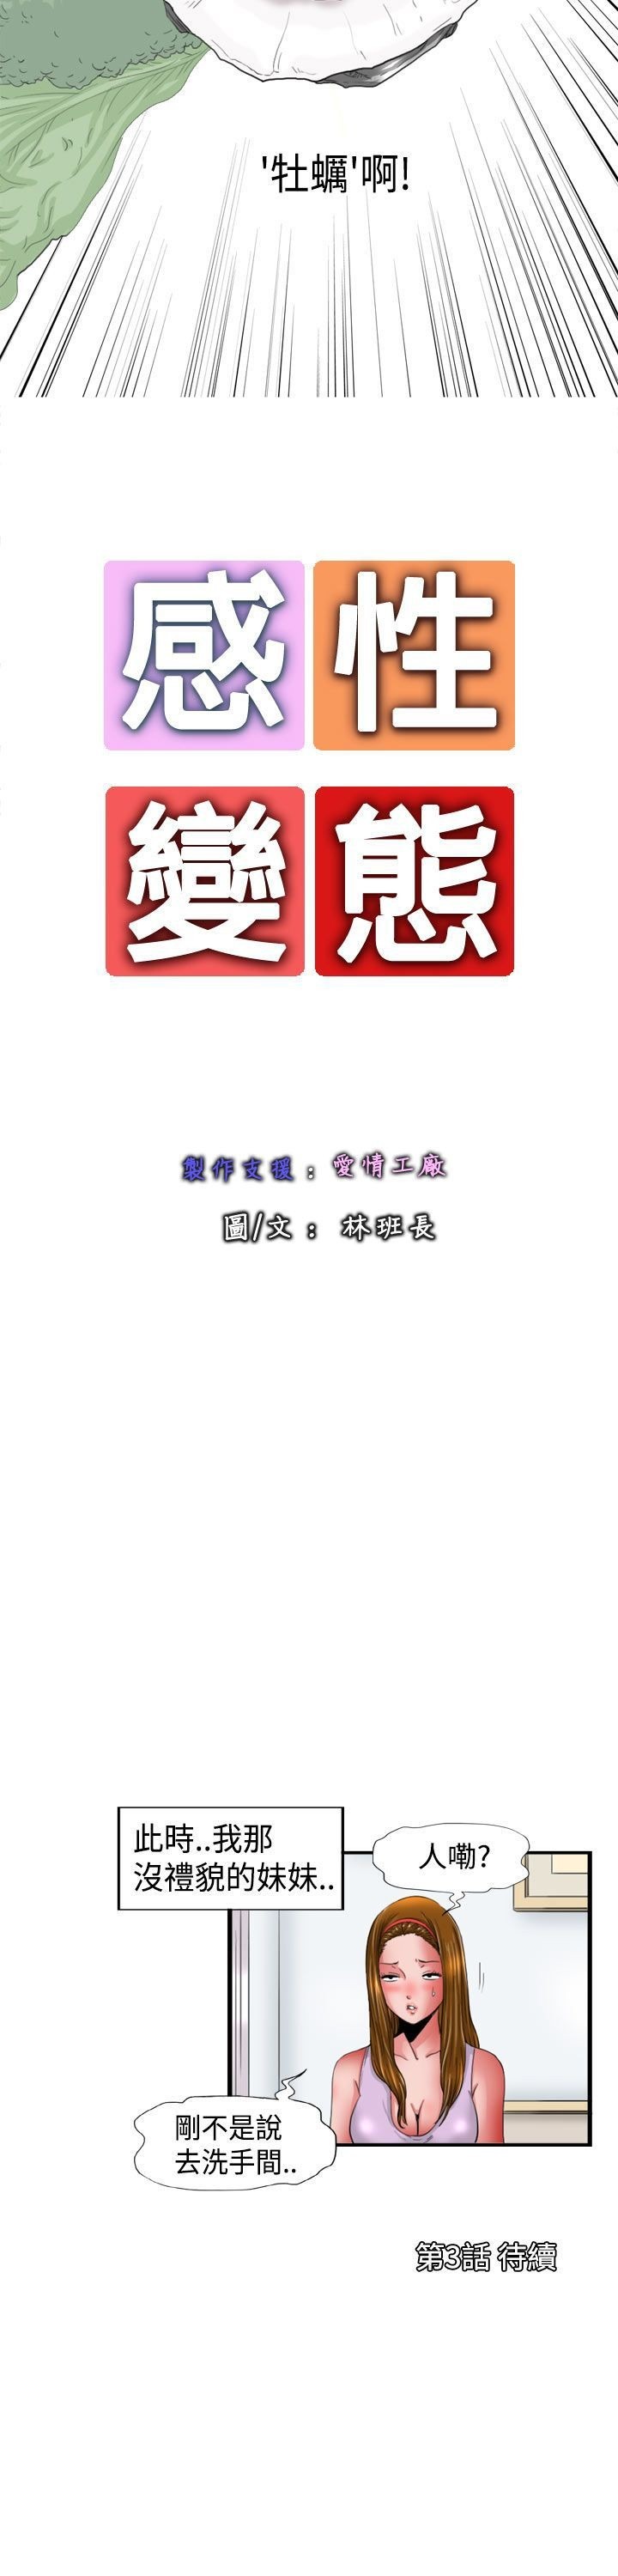 '牡蠣'啊!
感性
變態
製作支援：愛情工廠
圖/文：林班長
此時..我那
沒禮貌的妹妹..
人嘞?
剛不是說
去洗手間..
第3話 待續